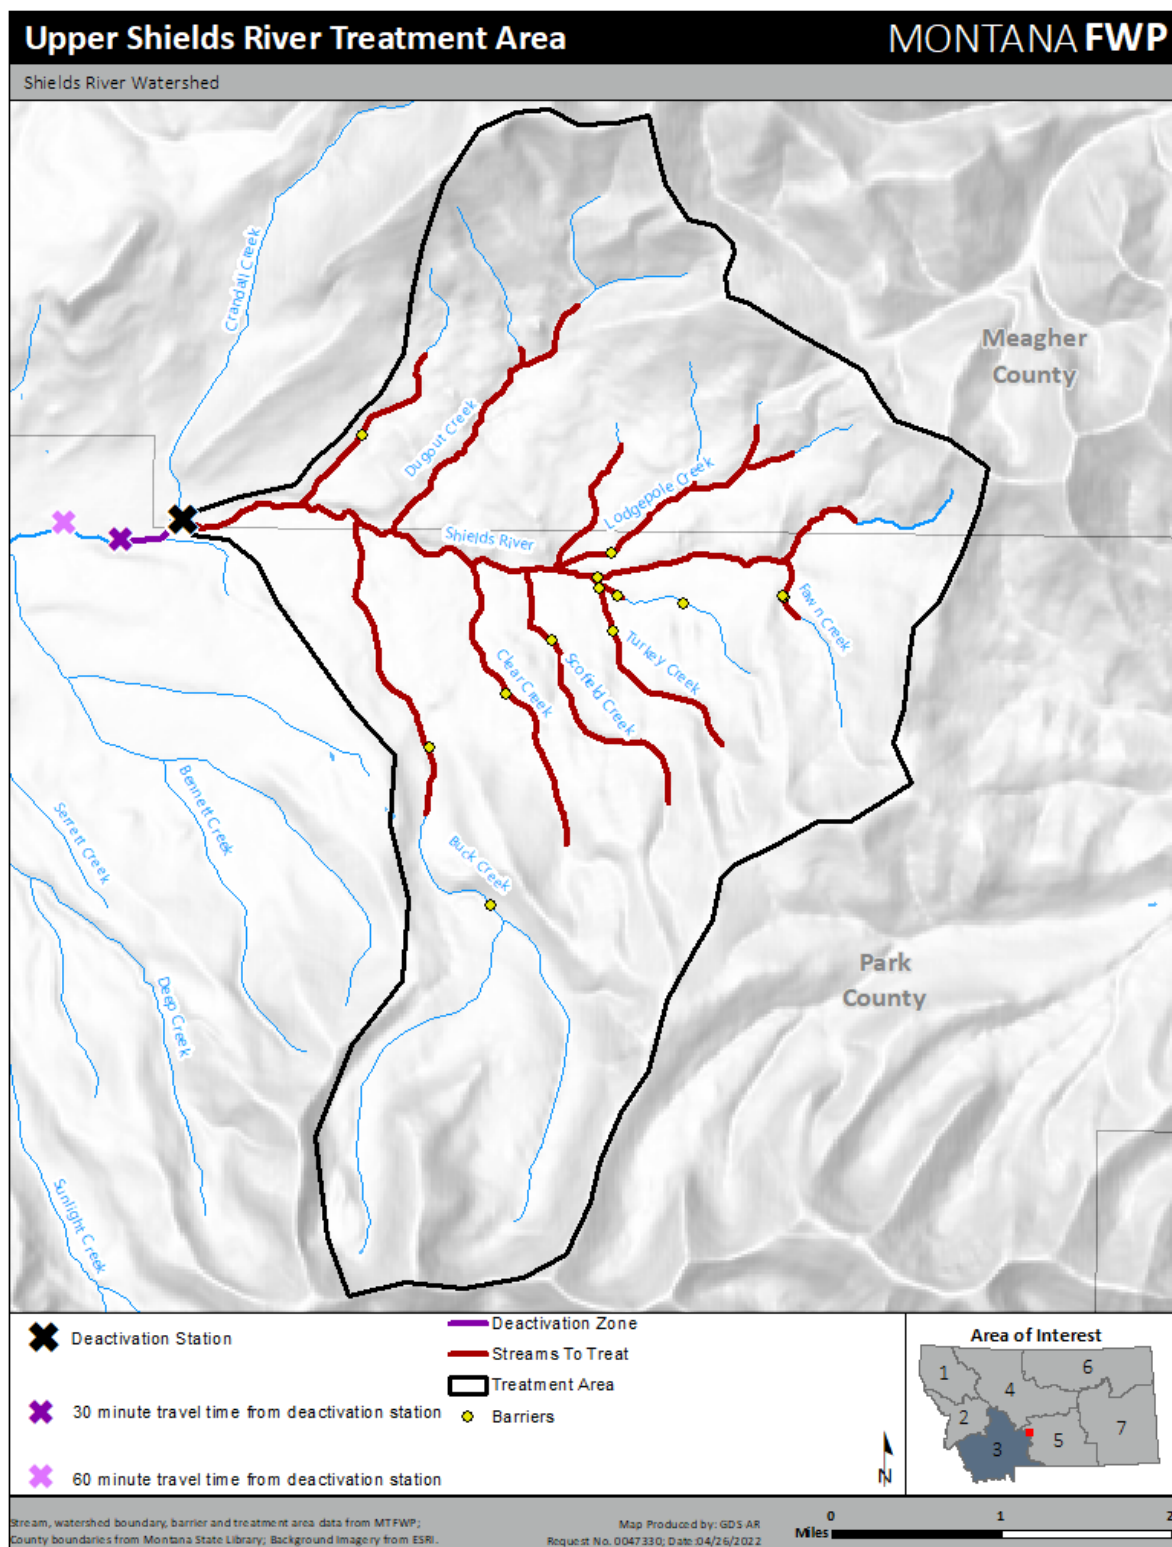 Upper Shields River Treatment Area
MONTANA FWP
Shields River Watershed
Crandall Creek
Meagher
County
Dugout Creek
Lodgepole Creek
Shields River
Fawn Creek
Turkey Creek
Scofield Creek
Clear Creek
Bennett Creek
Serrett Creek
Buck Creek
Park
County
Deep Creek
Sunlight Creek
Deactivation Station
30 minute travel time from deactivation station
60 minute travel time from deactivation station
Deactivation Zone
Streams To Treat
Treatment Area
Barriers
N
Area of Interest
1
2
3
4
5
6
7
Stream, watershed boundary, barrier and treatment area data from MTFWP;
County boundaries from Montana State Library; Background Imagery from ESRI.
Map Produced by: GDS AR
Request No. 0047330; Date:04/26/2022
Miles
0 1 2